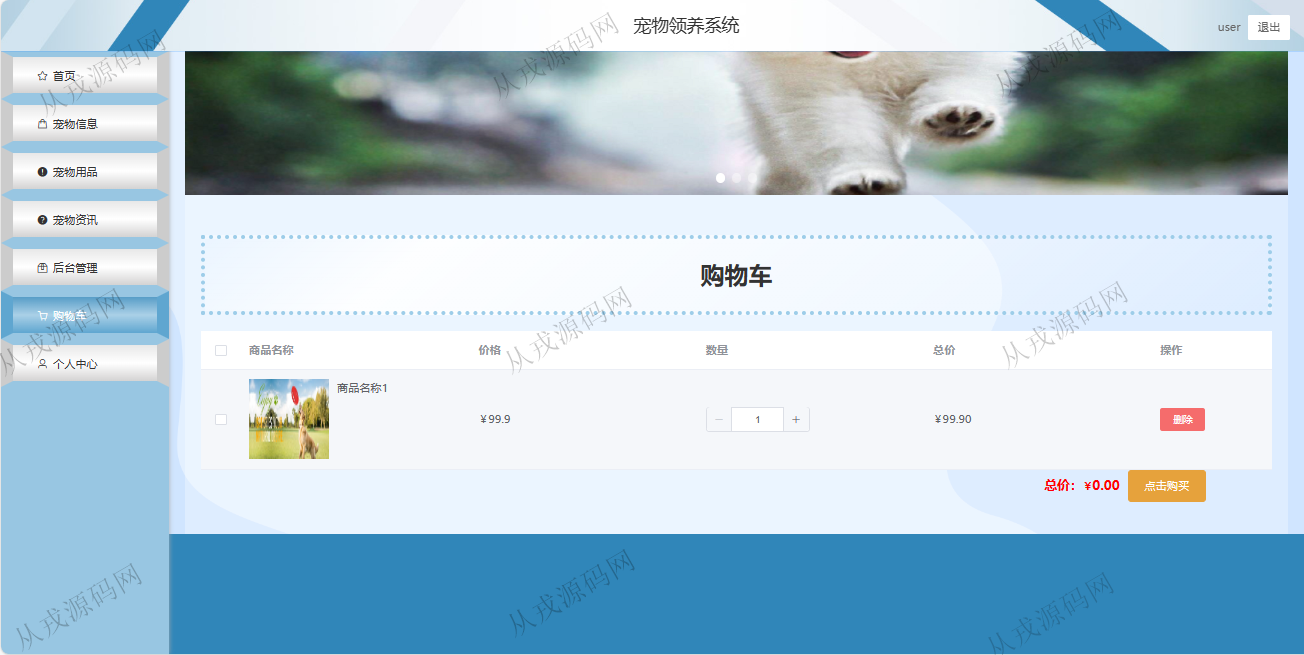 宠物领养系统
user 退出
首页
宠物信息
宠物用品
宠物资讯
后台管理
购物车
个人中心
购物车
商品名称 价格 数量 总价 操作
商品名称1 ￥99.9 1 ￥99.90 删除
总价：￥0.00 点击购买
从戎源码网
从戎源码网
从戎源码网
从戎源码网
从戎源码网
从戎源码网
从戎源码网
从戎源码网
从戎源码网